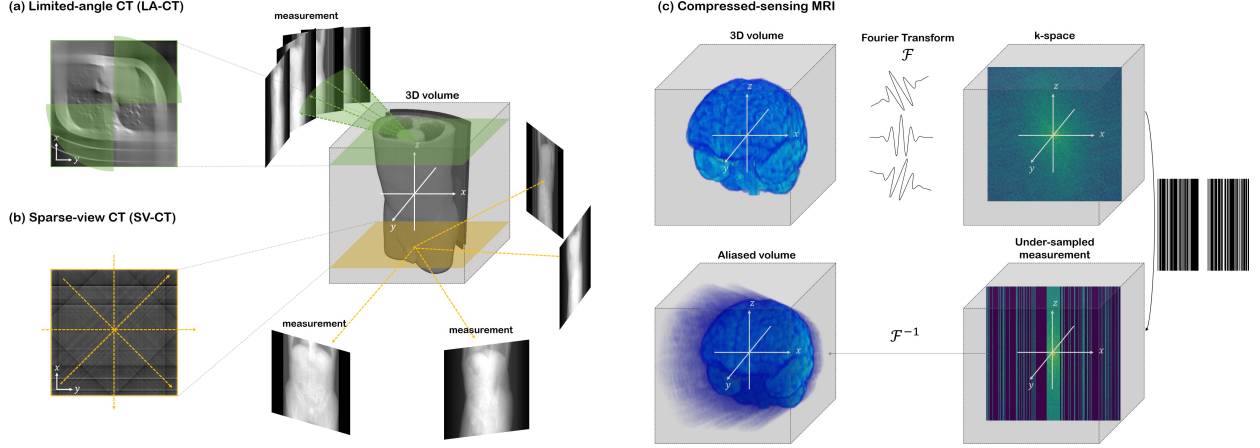 (a) Limited-angle CT (LA-CT)
measurement
x
y
3D volume
z
x
y
(b) Sparse-view CT (SV-CT)
x
y
measurement
measurement
(c) Compressed-sensing MRI
3D volume
z
x
y
Fourier Transform
ℱ
k-space
z
x
y
Aliased volume
z
x
y
ℱ⁻¹
Under-sampled
measurement
z
x
y